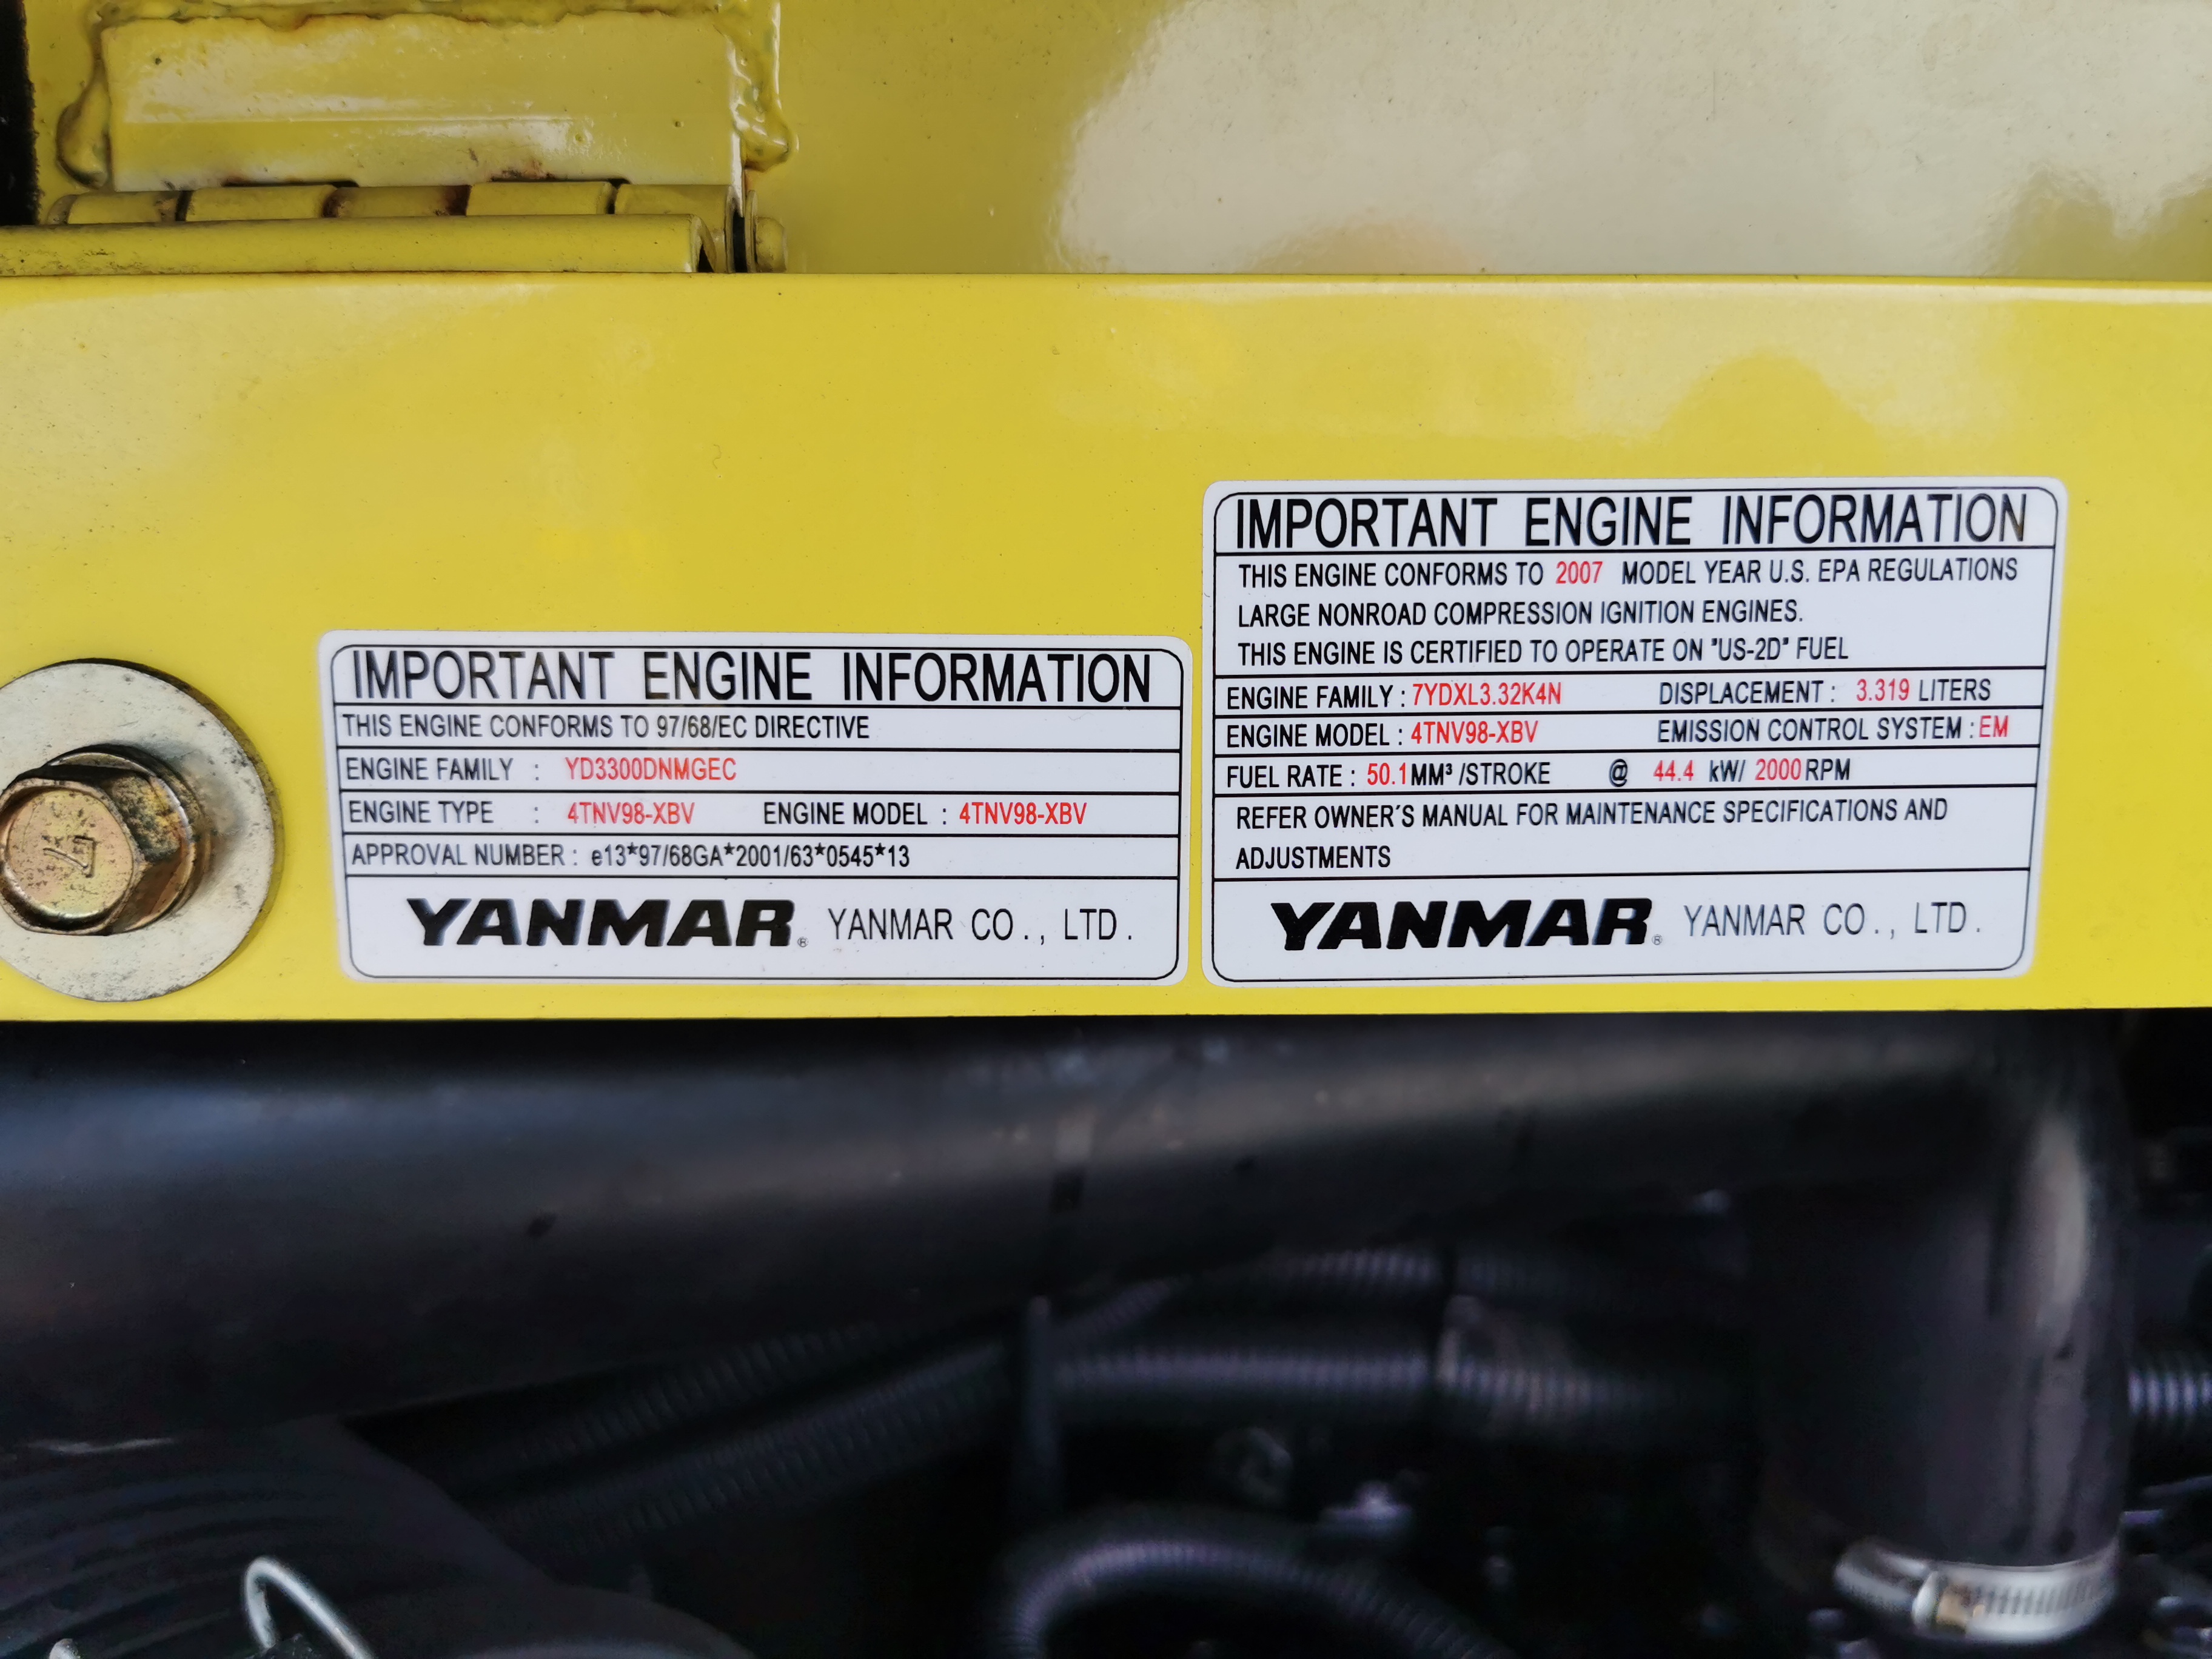 IMPORTANT ENGINE INFORMATION
THIS ENGINE CONFORMS TO 97/68/EC DIRECTIVE
ENGINE FAMILY : YD3300DNMGEC
ENGINE TYPE : 4TNV98-XBV ENGINE MODEL : 4TNV98-XBV
APPROVAL NUMBER : e13*97/68GA*2001/63*0545*13
YANMAR® YANMAR CO., LTD.
IMPORTANT ENGINE INFORMATION
THIS ENGINE CONFORMS TO 2007 MODEL YEAR U.S. EPA REGULATIONS
LARGE NONROAD COMPRESSION IGNITION ENGINES.
THIS ENGINE IS CERTIFIED TO OPERATE ON "US-2D" FUEL
ENGINE FAMILY : 7YDXL3.32K4N DISPLACEMENT : 3.319 LITERS
ENGINE MODEL : 4TNV98-XBV EMISSION CONTROL SYSTEM : EM
FUEL RATE : 50.1MM³ /STROKE @ 44.4 kW/ 2000 RPM
REFER OWNER'S MANUAL FOR MAINTENANCE SPECIFICATIONS AND
ADJUSTMENTS
YANMAR® YANMAR CO., LTD.
7